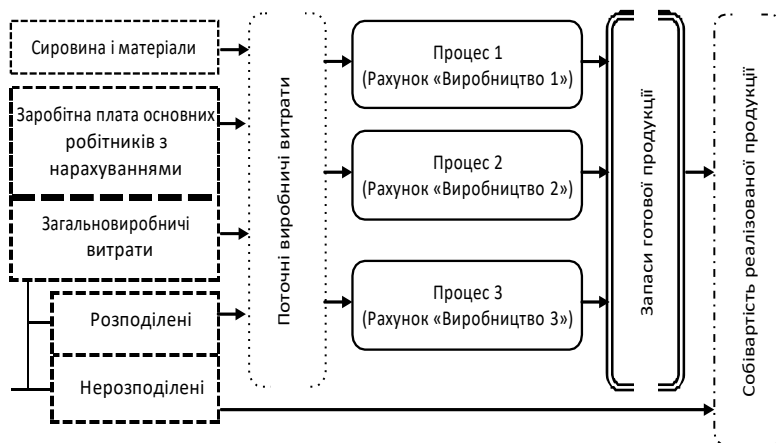 Сировина і матеріали
Заробітна плата основних
робітників з
нарахуваннями
Загальновиробничі
витрати
Розподілені
Нерозподілені
Поточні виробничі витрати
Процес 1
(Рахунок «Виробництво 1»)
Процес 2
(Рахунок «Виробництво 2»)
Процес 3
(Рахунок «Виробництво 3»)
Запаси готової продукції
Собівартість реалізованої продукції